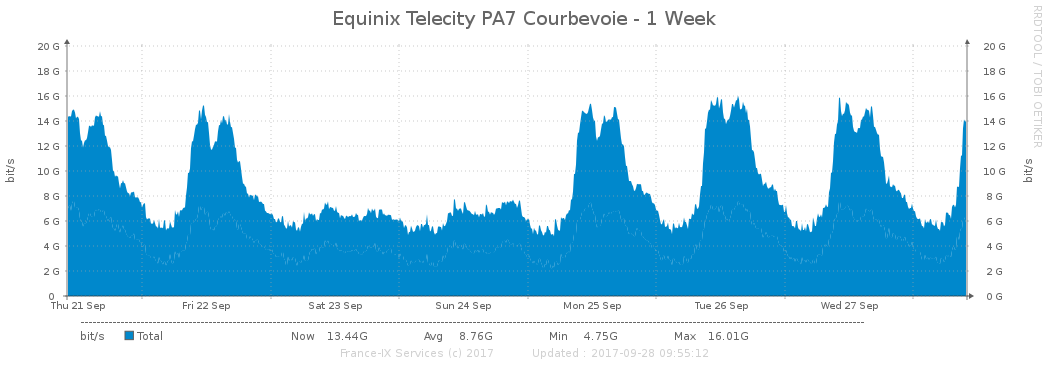 Equinix Telecity PA7 Courbevoie - 1 Week
RRDTOOL / TOBI OETIKER
bit/s
20 G 20 G
18 G 18 G
16 G 16 G
14 G 14 G
12 G 12 G
10 G 10 G
8 G 8 G
6 G 6 G
4 G 4 G
2 G 2 G
0 0 G
bit/s
Thu 21 Sep Fri 22 Sep Sat 23 Sep Sun 24 Sep Mon 25 Sep Tue 26 Sep Wed 27 Sep
bit/s Total Now 13.44G Avg 8.76G Min 4.75G Max 16.01G
France-IX Services (c) 2017 Updated : 2017-09-28 09:55:12